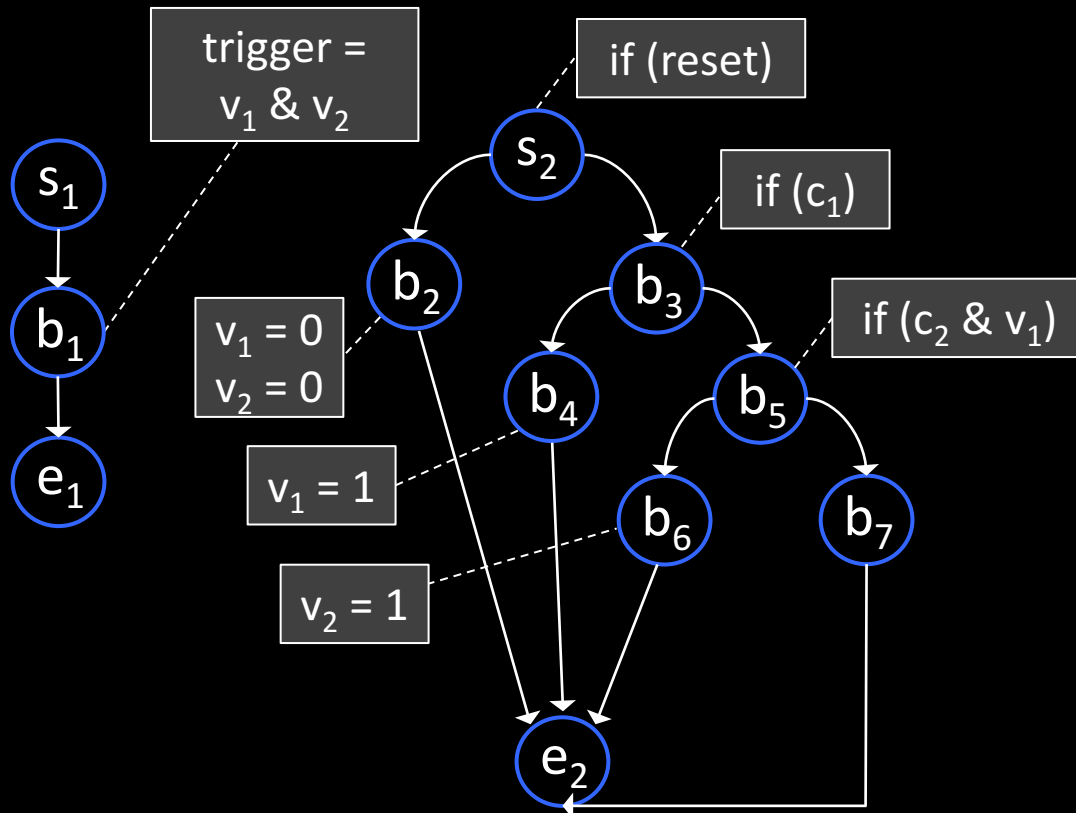 trigger =
v₁ & v₂
if (reset)
s₁
s₂
if (c₁)
b₂
b₃
b₁
v₁ = 0
v₂ = 0
if (c₂ & v₁)
b₄
b₅
e₁
v₁ = 1
b₆
b₇
v₂ = 1
e₂